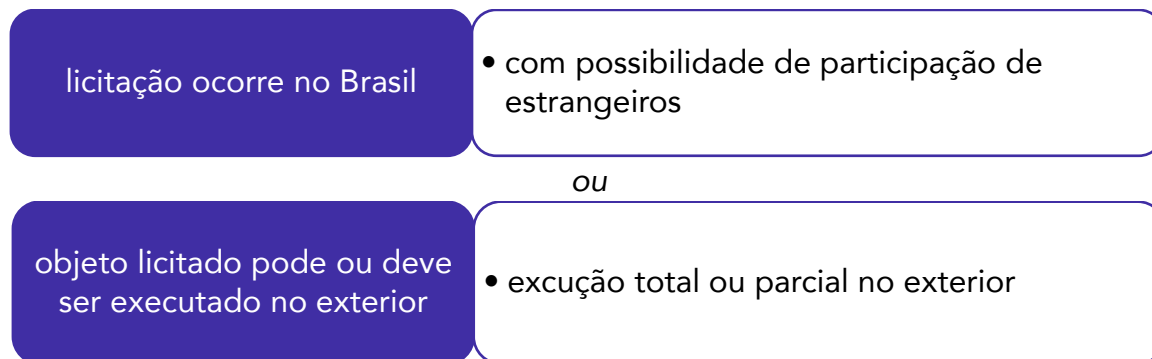 licitação ocorre no Brasil
• com possibilidade de participação de
estrangeiros
ou
objeto licitado pode ou deve
ser executado no exterior
• excução total ou parcial no exterior